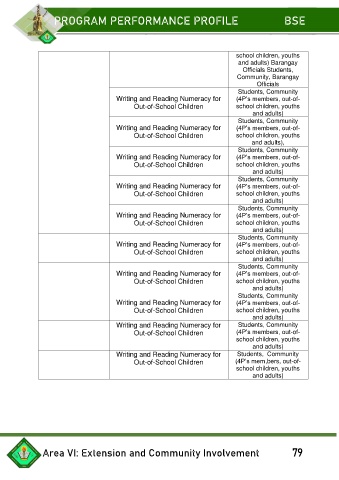 PROGRAM PERFORMANCE PROFILE BSE
school children, youths
and adults) Barangay
Officials Students,
Community, Barangay
Officials
Writing and Reading Numeracy for
Out-of-School Children
Students, Community
(4P's members, out-of-
school children, youths
and adults)
Writing and Reading Numeracy for
Out-of-School Children
Students, Community
(4P's members, out-of-
school children, youths
and adults),
Writing and Reading Numeracy for
Out-of-School Children
Students, Community
(4P's members, out-of-
school children, youths
and adults)
Writing and Reading Numeracy for
Out-of-School Children
Students, Community
(4P's members, out-of-
school children, youths
and adults)
Writing and Reading Numeracy for
Out-of-School Children
Students, Community
(4P's members, out-of-
school children, youths
and adults)
Writing and Reading Numeracy for
Out-of-School Children
Students, Community
(4P's members, out-of-
school children, youths
and adults)
Writing and Reading Numeracy for
Out-of-School Children
Students, Community
(4P's members, out-of-
school children, youths
and adults)
Writing and Reading Numeracy for
Out-of-School Children
Students, Community
(4P's members, out-of-
school children, youths
and adults)
Writing and Reading Numeracy for
Out-of-School Children
Students, Community
(4P's members, out-of-
school children, youths
and adults)
Writing and Reading Numeracy for
Out-of-School Children
Students, Community
(4P's mem,bers, out-of-
school children, youths
and adults)
Area VI: Extension and Community Involvement 79